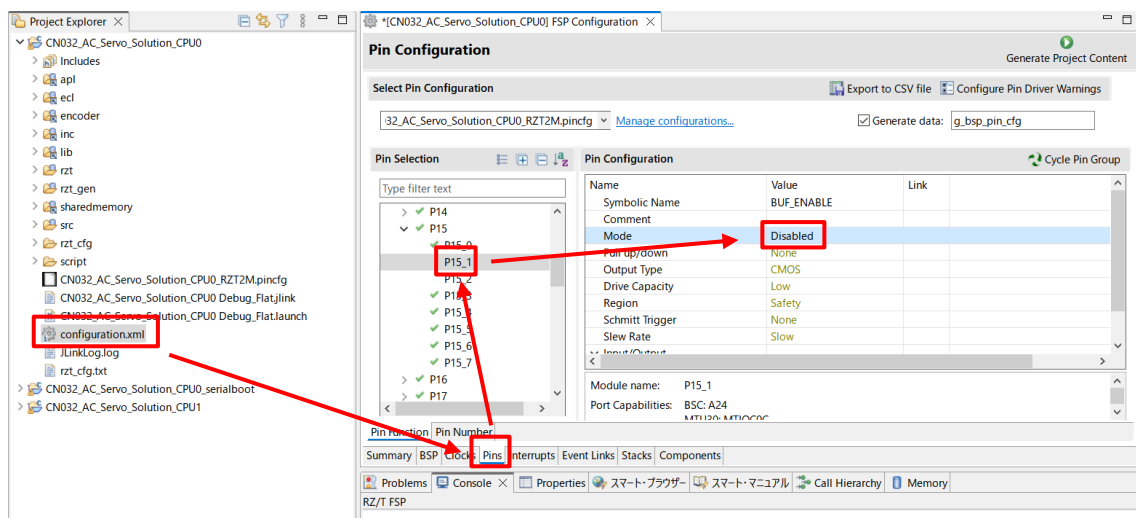 Project Explorer
CN032_AC_Servo_Solution_CPU0
Includes
apl
ecl
encoder
inc
lib
rzt
rzt_gen
sharedmemory
src
rzt_cfg
script
CN032_AC_Servo_Solution_CPU0_RZT2M.pincfg
CN032_AC_Servo_Solution_CPU0 Debug_Flat.jlink
CN032_AC_Servo_Solution_CPU0 Debug_Flat.launch
configuration.xml
JLinkLog.log
rzt_cfg.txt
CN032_AC_Servo_Solution_CPU0_serialboot
CN032_AC_Servo_Solution_CPU1
*[CN032_AC_Servo_Solution_CPU0] FSP Configuration
Pin Configuration
Generate Project Content
Select Pin Configuration
Export to CSV file
Configure Pin Driver Warnings
32_AC_Servo_Solution_CPU0_RZT2M.pincfg
Manage configurations...
Generate data:
g_bsp_pin_cfg
Pin Selection
Type filter text
P14
P15
P15_0
P15_1
P15_2
P15_3
P15_4
P15_5
P15_6
P15_7
P16
P17
Pin Configuration
Cycle Pin Group
Name Value Link
Symbolic Name BUF_ENABLE
Comment
Mode Disabled
Pull up/down None
Output Type CMOS
Drive Capacity Low
Region Safety
Schmitt Trigger None
Slew Rate Slow
Input/Output
Module name: P15_1
Port Capabilities: BSC: A24
MTU30: MTIOC0C
Pin Function Pin Number
Summary BSP Clocks Pins Interrupts Event Links Stacks Components
Problems Console Properties スマート・ブラウザー スマート・マニュアル Call Hierarchy Memory
RZ/T FSP